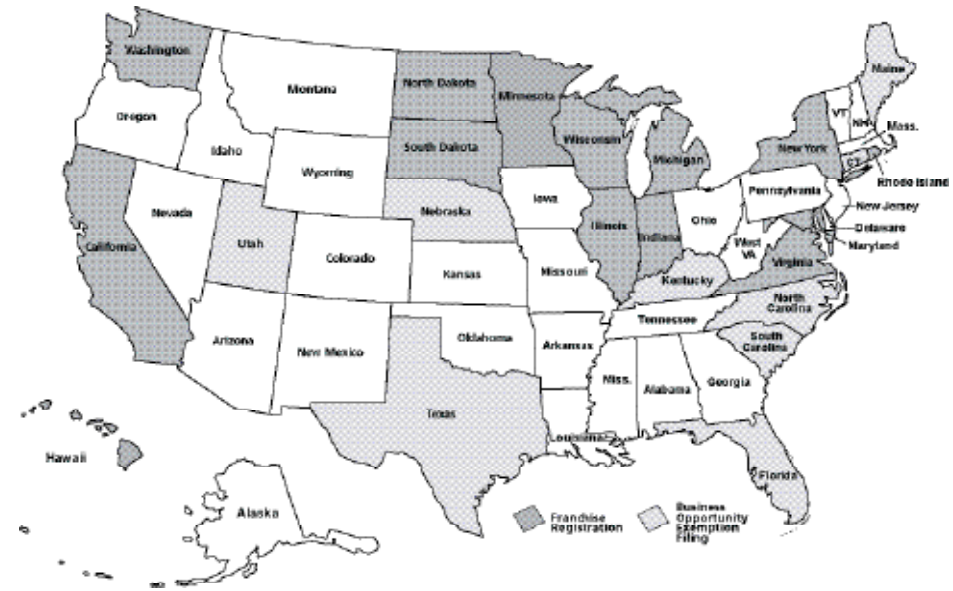 Washington
Montana
North Dakota
Minnesota
Maine
Oregon
Idaho
South Dakota
Wisconsin
Michigan
New York
VT
NH
Mass.
CT
Rhode Island
Wyoming
Nebraska
Iowa
Pennsylvania
New Jersey
Delaware
Maryland
Nevada
Utah
Colorado
Kansas
Missouri
Illinois
Indiana
Ohio
West
VA
Virginia
Kentucky
California
Arizona
New Mexico
Oklahoma
Arkansas
Tennessee
North
Carolina
South
Carolina
Texas
Louisiana
Miss.
Alabama
Georgia
Florida
Hawaii
Alaska
Franchise
Registration
Business
Opportunity
Exemption
Filing